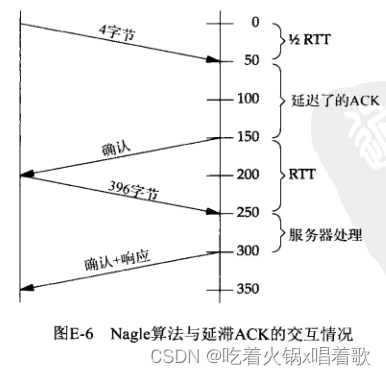 0
½ RTT
4字节
50
100
延迟了的ACK
150
确认
200
RTT
396字节
250
服务器处理
300
确认+响应
350
图E-6 Nagle算法与延滞ACK的交互情况
CSDN @吃着火锅x唱着歌